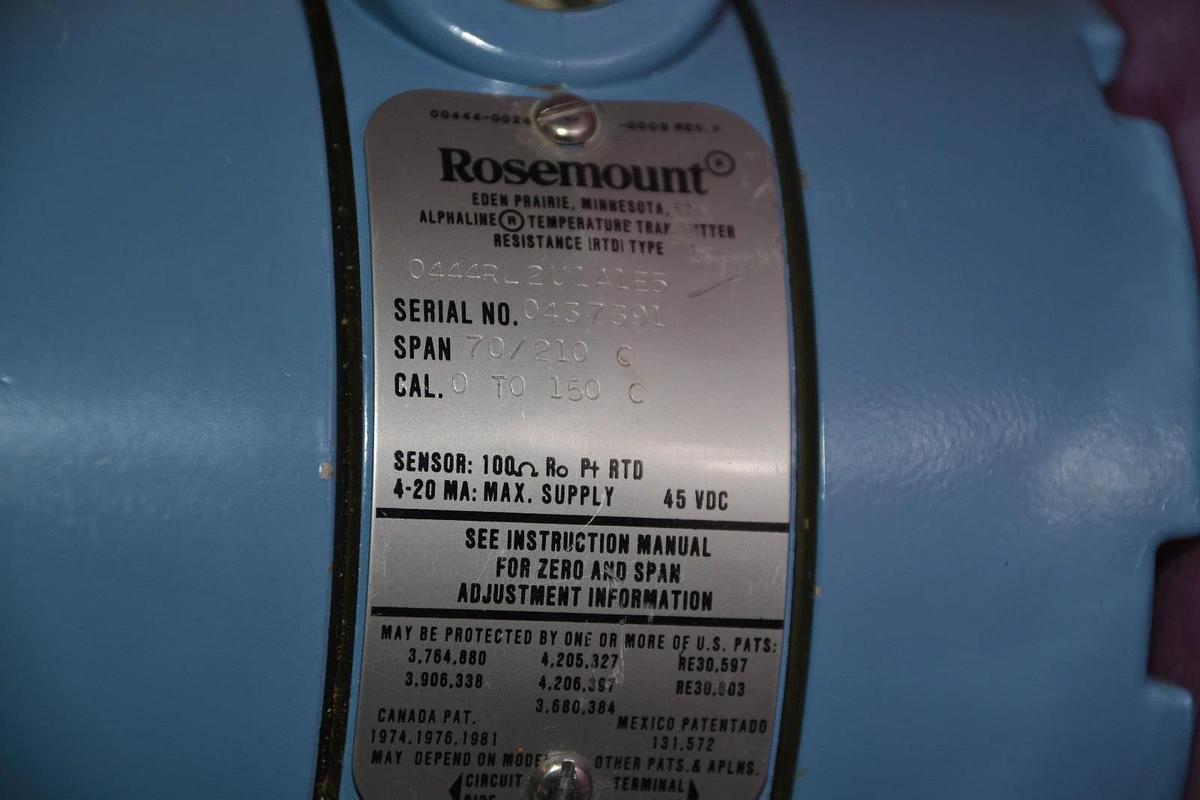 00444-0024 -0009 REV. P
Rosemount®
EDEN PRAIRIE, MINNESOTA,
ALPHALINE ® TEMPERATURE
RESISTANCE (RTD) TYPE
0444RL2U1A1E5
SERIAL NO. 0437391
SPAN 70/210 C
CAL. 0 TO 150 C
SENSOR: 100Ω Ro Pt RTD
4-20 MA: MAX. SUPPLY 45 VDC
SEE INSTRUCTION MANUAL
FOR ZERO AND SPAN
ADJUSTMENT INFORMATION
MAY BE PROTECTED BY ONE OR MORE OF U.S. PATS:
3,764,880 4,205,327 RE30,597
3,906,338 4,206,397 RE30,603
3,680,384
CANADA PAT. MEXICO PATENTADO
1974,1976,1981 131,572
MAY DEPEND ON MODEL OTHER PATS. & APLNS.
CIRCUIT TERMINAL
SIDE